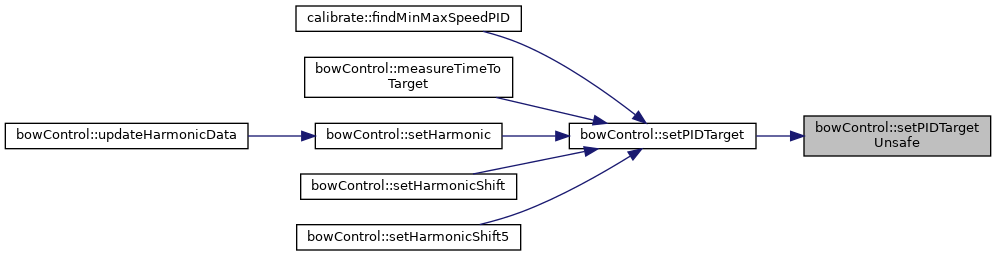 calibrate::findMinMaxSpeedPID
bowControl::measureTimeTo
Target
bowControl::updateHarmonicData
bowControl::setHarmonic
bowControl::setPIDTarget
bowControl::setPIDTarget
Unsafe
bowControl::setHarmonicShift
bowControl::setHarmonicShift5